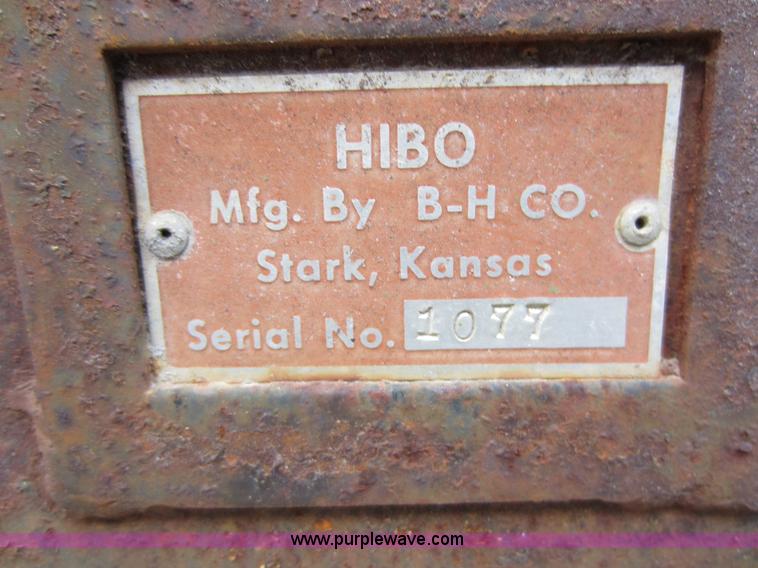 HIBO
Mfg. By B-H CO.
Stark, Kansas
Serial No. 1077
www.purplewave.com